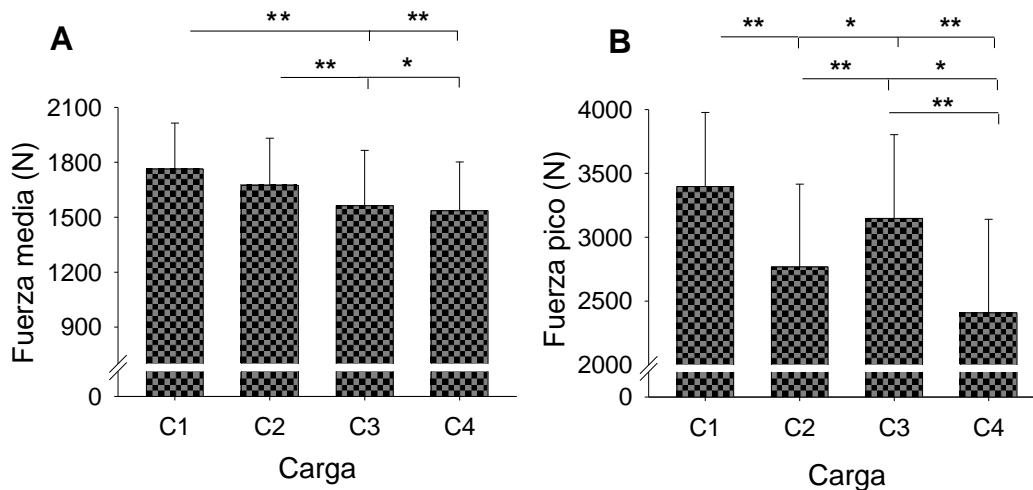 A
** **
** *
Fuerza media (N)
2100
1800
1500
1200
900
0
C1 C2 C3 C4
Carga
B
** * **
** *
**
Fuerza pico (N)
4000
3500
3000
2500
2000
0
C1 C2 C3 C4
Carga